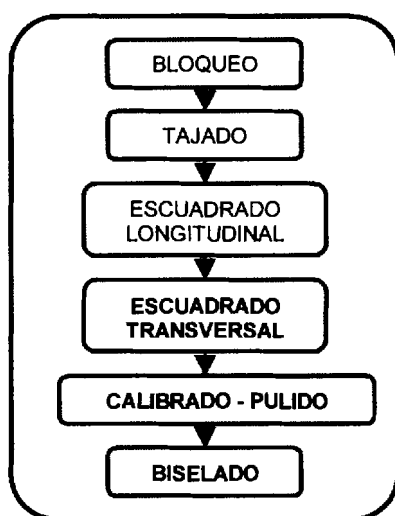 BLOQUEO
TAJADO
ESCUADRADO
LONGITUDINAL
ESCUADRADO
TRANSVERSAL
CALIBRADO - PULIDO
BISELADO